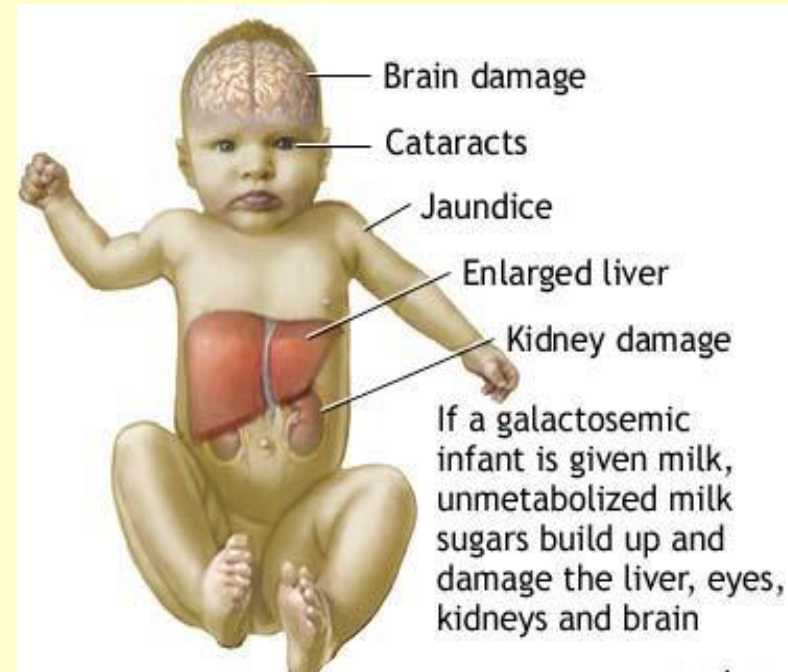 Brain damage
Cataracts
Jaundice
Enlarged liver
Kidney damage
If a galactosemic
infant is given milk,
unmetabolized milk
sugars build up and
damage the liver, eyes,
kidneys and brain